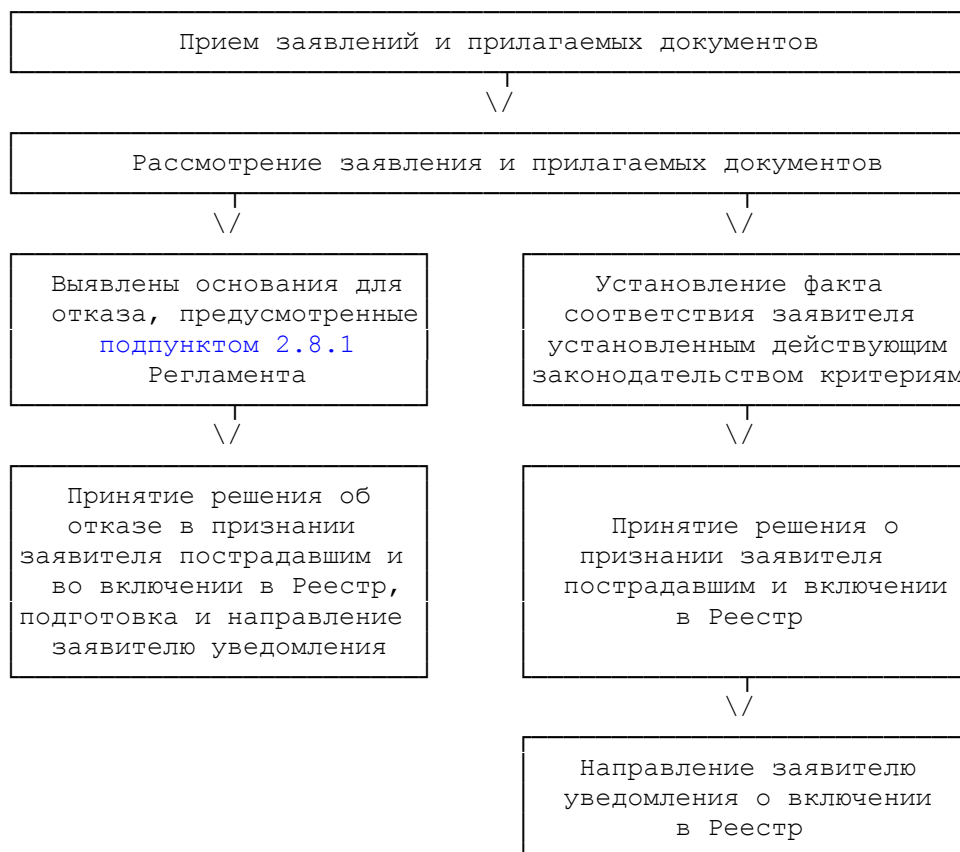 Прием заявлений и прилагаемых документов
Рассмотрение заявления и прилагаемых документов
Выявлены основания для
отказа, предусмотренные
подпунктом 2.8.1
Регламента
Установление факта
соответствия заявителя
установленным действующим
законодательством критериям
Принятие решения об
отказе в признании
заявителя пострадавшим и
во включении в Реестр,
подготовка и направление
заявителю уведомления
Принятие решения о
признании заявителя
пострадавшим и включении
в Реестр
Направление заявителю
уведомления о включении
в Реестр